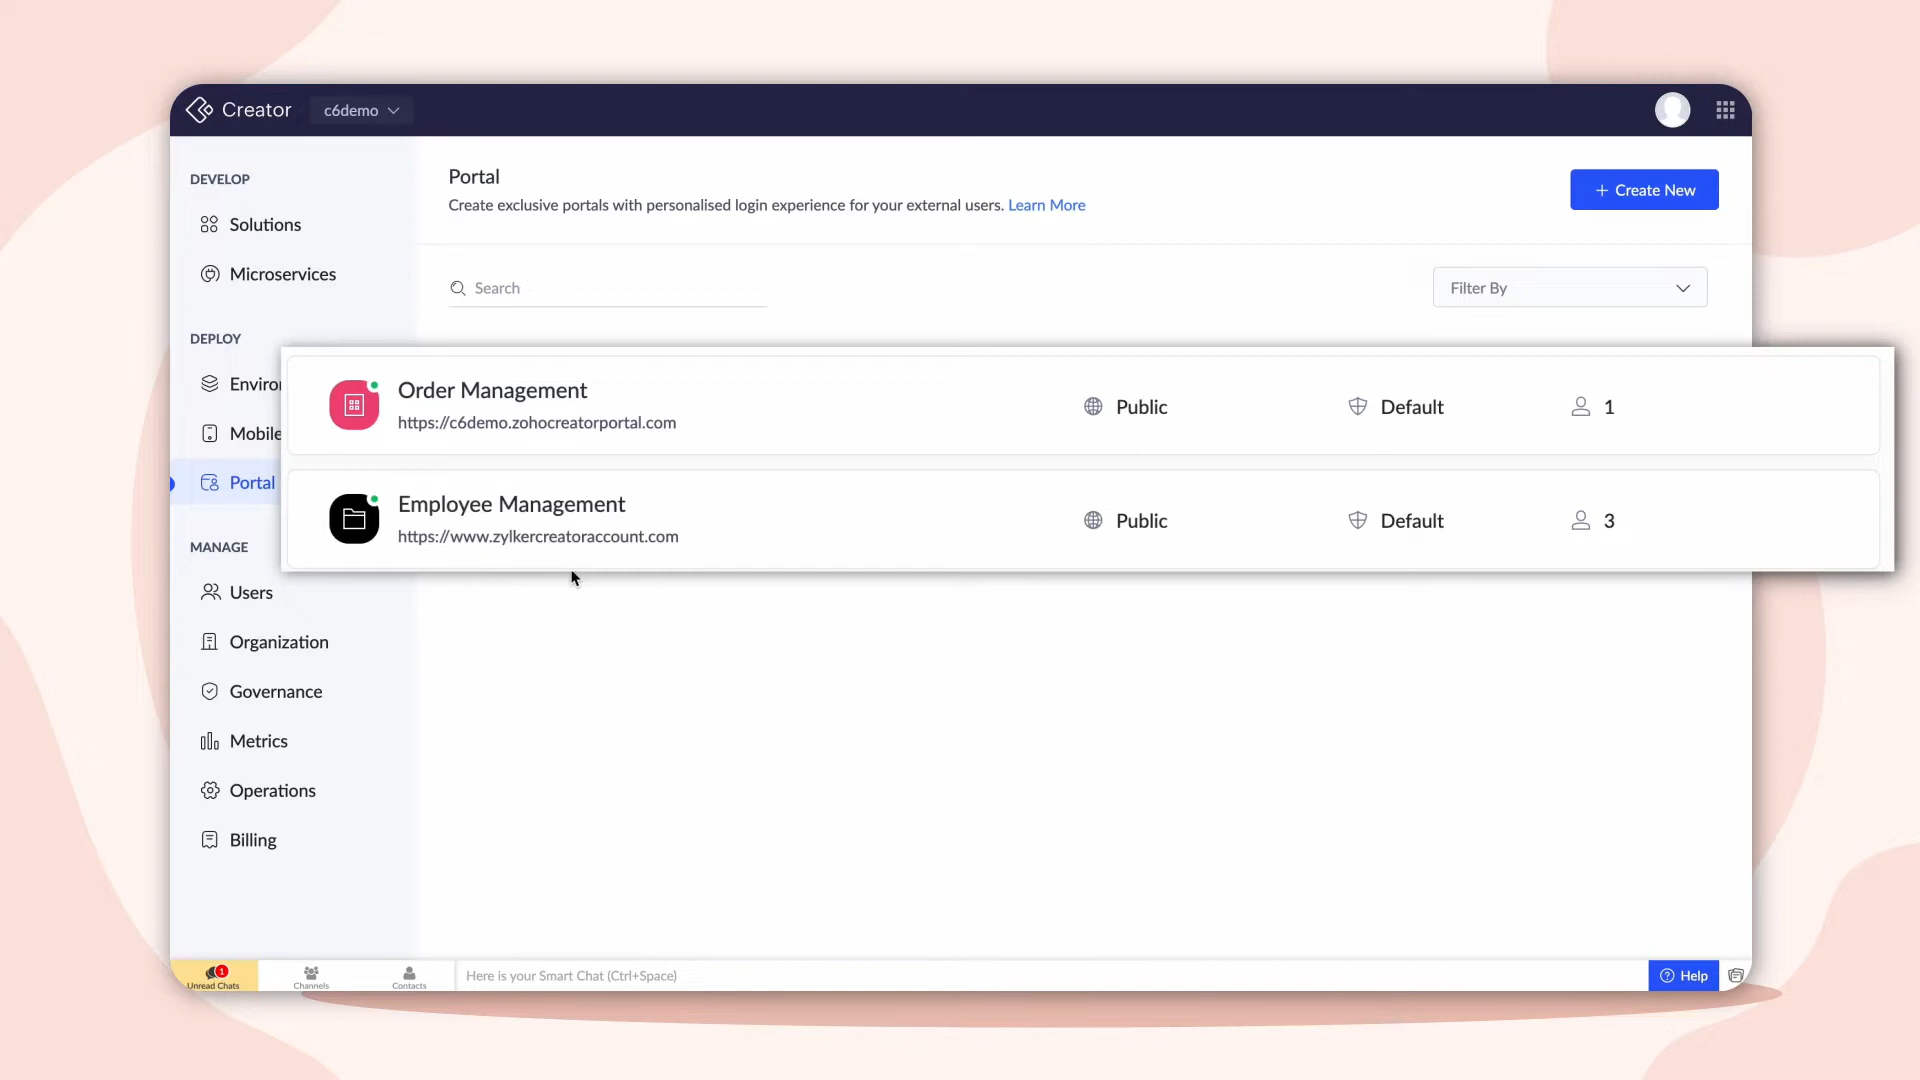 Creator
c6demo
DEVELOP
Solutions
Microservices
DEPLOY
Enviro
Mobile
Portal
MANAGE
Users
Organization
Governance
Metrics
Operations
Billing
Portal
Create exclusive portals with personalised login experience for your external users. Learn More
+ Create New
Search
Filter By
Order Management
https://c6demo.zohocreatorportal.com
Public
Default
1
Employee Management
https://www.zylkercreatoraccount.com
Public
Default
3
1
Unread Chats
Channels
Contacts
Here is your Smart Chat (Ctrl+Space)
Help